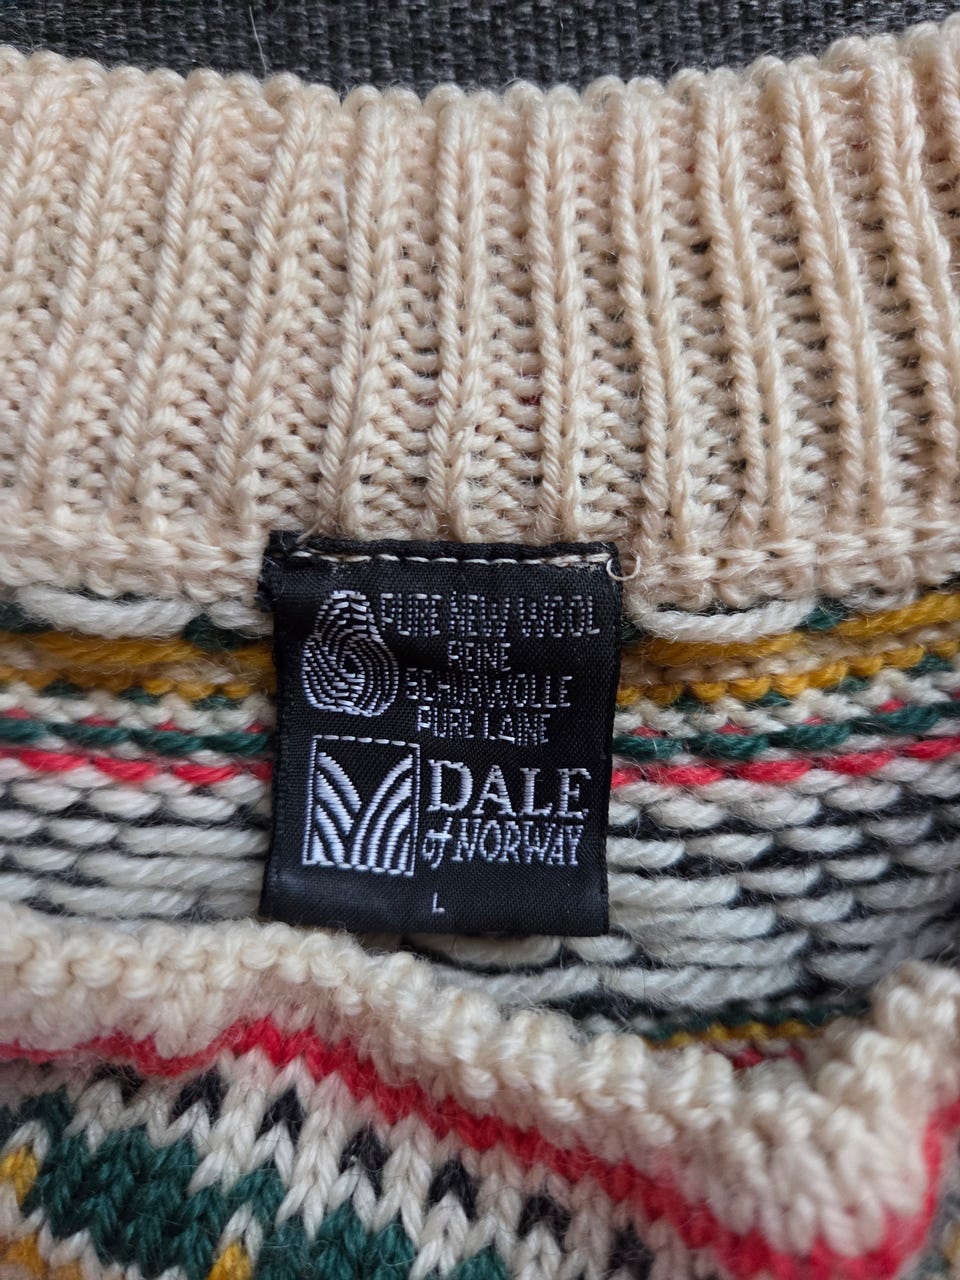 PURE NEW WOOL
REINE
SCHURWOLLE
PURE LAINE
DALE
of NORWAY
L